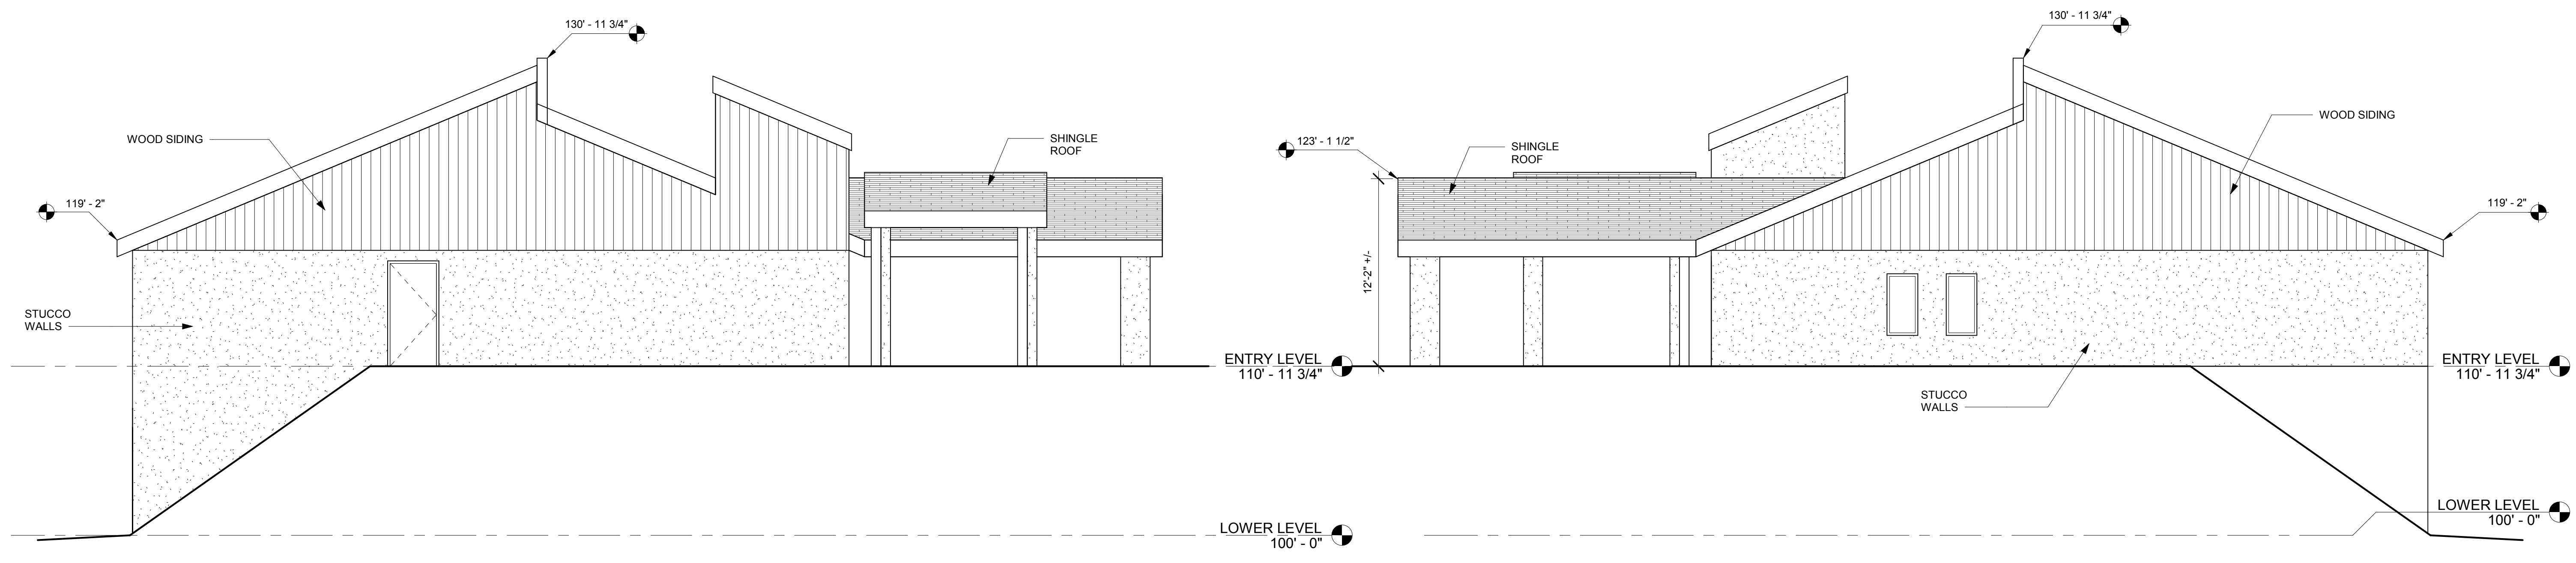 130' - 11 3/4"
WOOD SIDING
SHINGLE
ROOF
119' - 2"
STUCCO
WALLS
ENTRY LEVEL
110' - 11 3/4"
LOWER LEVEL
100' - 0"
130' - 11 3/4"
WOOD SIDING
123' - 1 1/2"
SHINGLE
ROOF
119' - 2"
12'-2" +/-
ENTRY LEVEL
110' - 11 3/4"
STUCCO
WALLS
LOWER LEVEL
100' - 0"